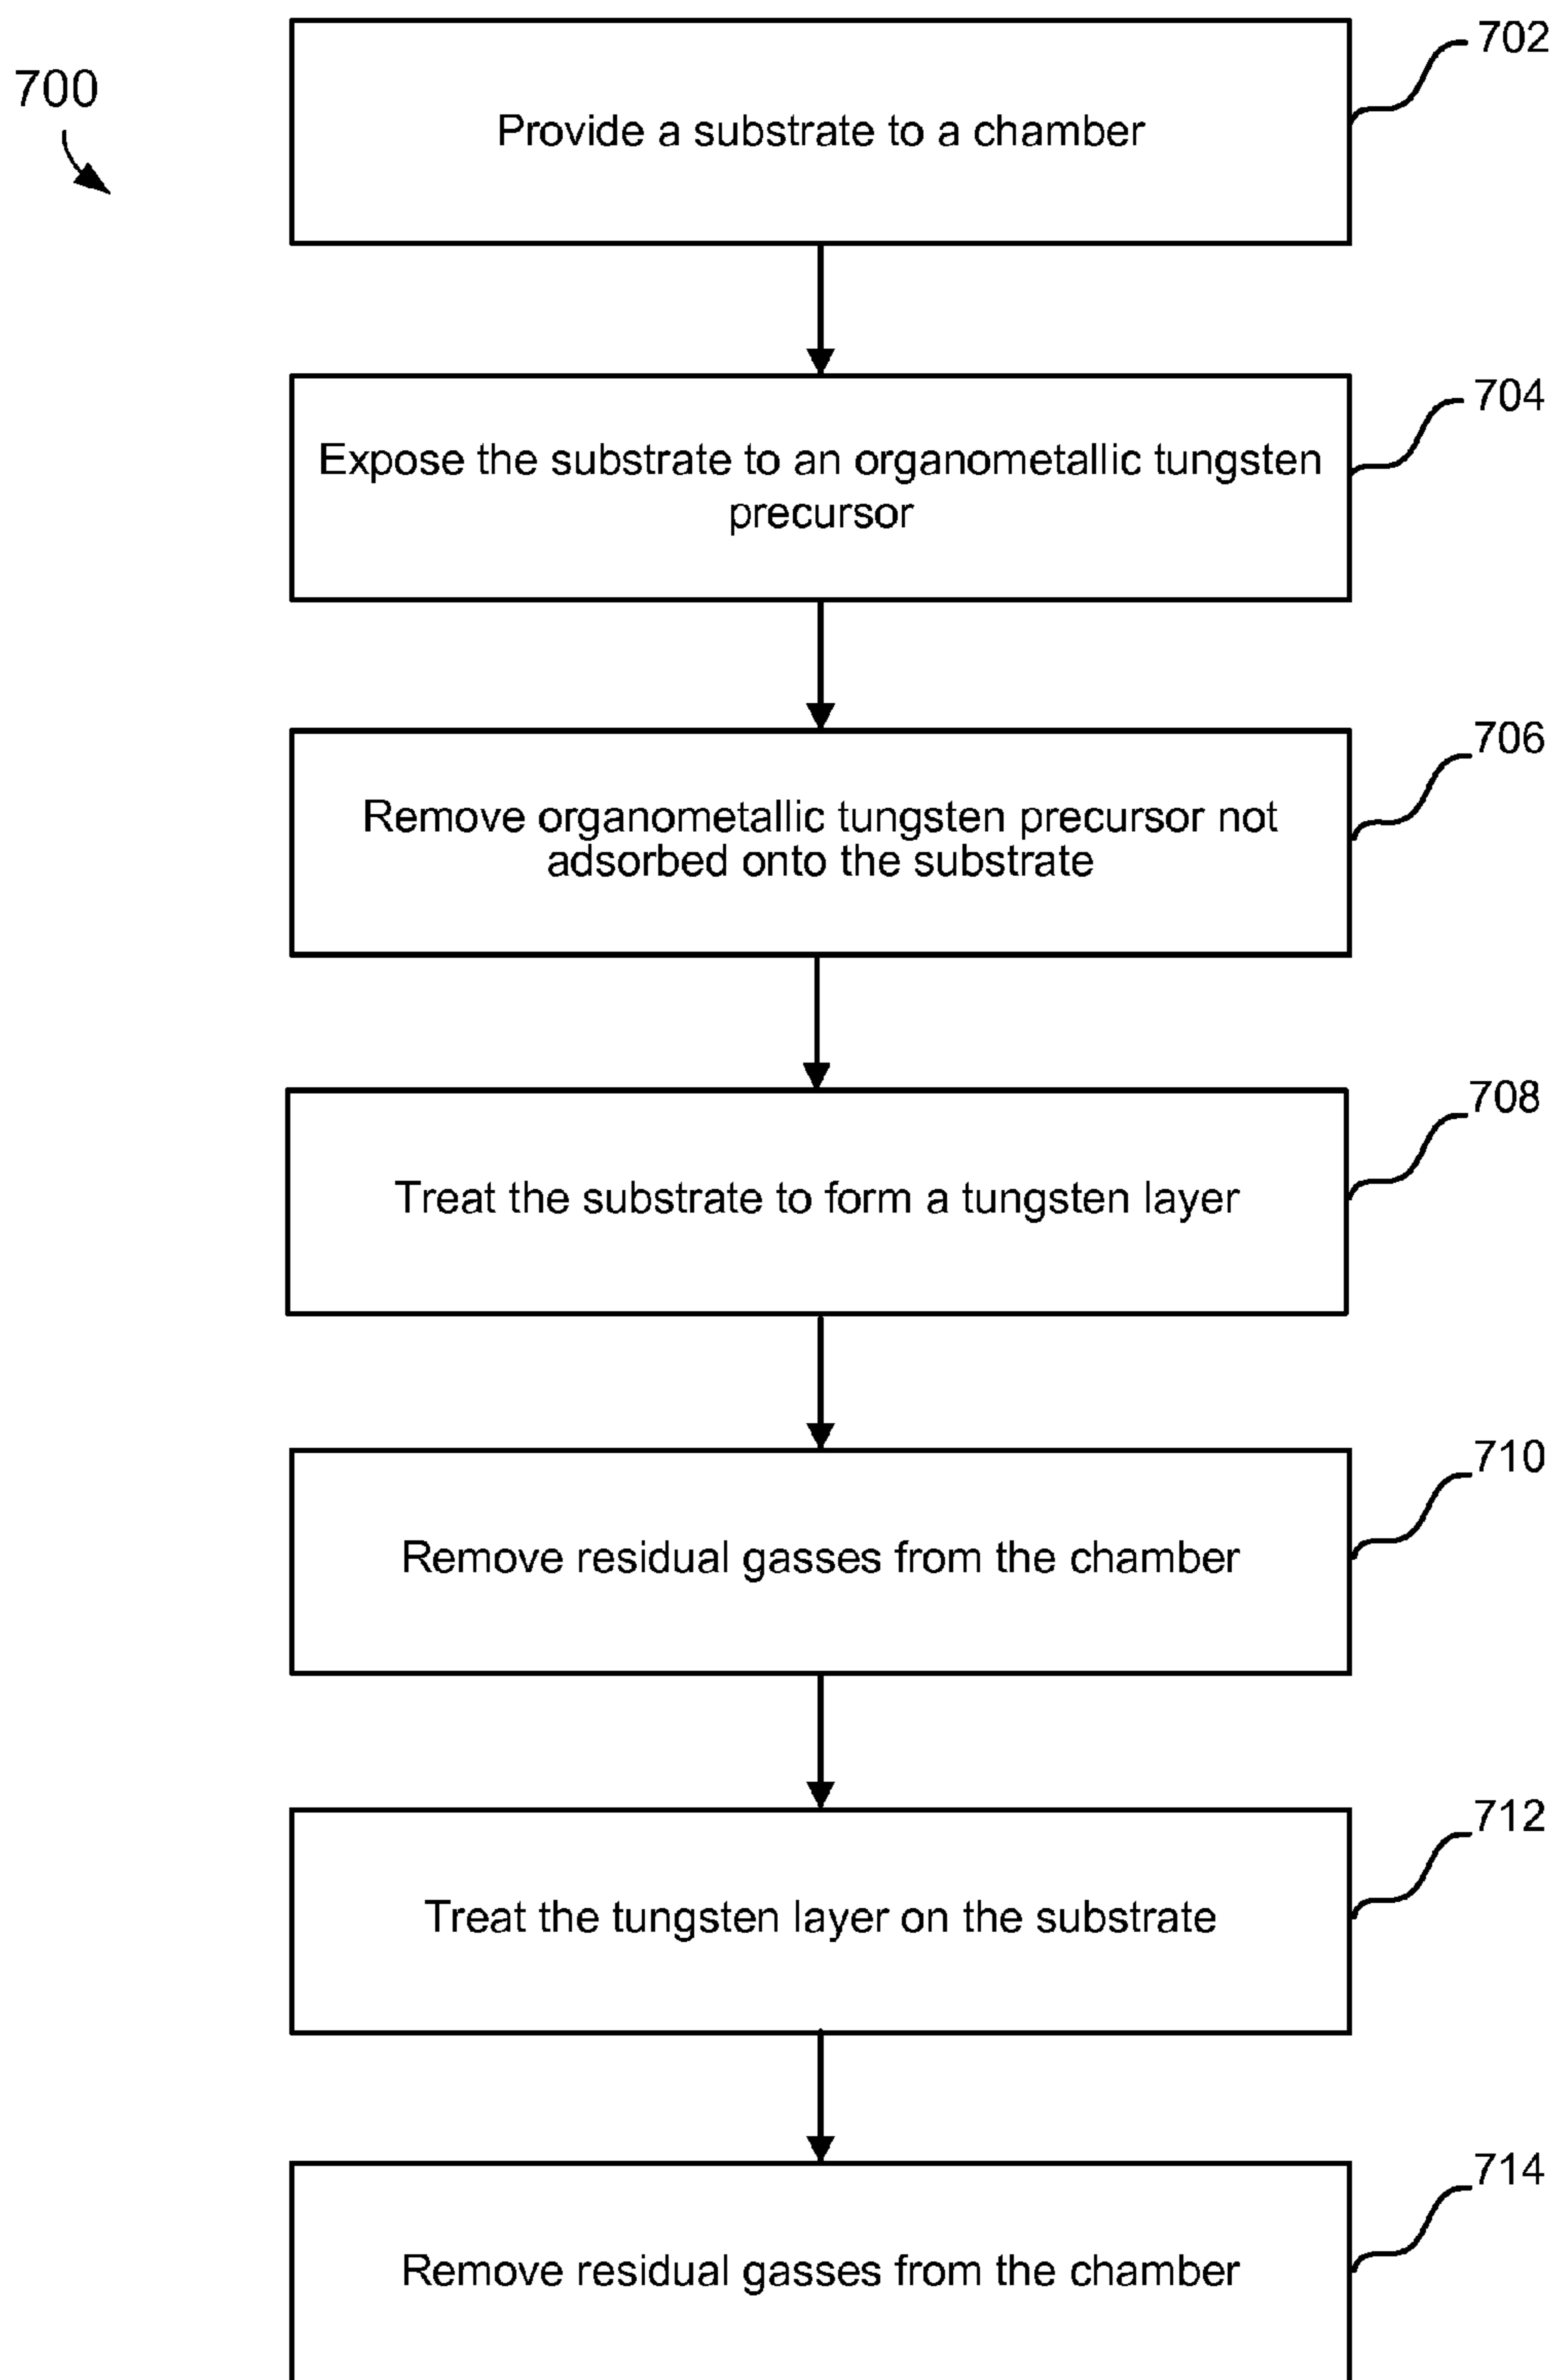 700
702
Provide a substrate to a chamber
704
Expose the substrate to an organometallic tungsten
precursor
706
Remove organometallic tungsten precursor not
adsorbed onto the substrate
708
Treat the substrate to form a tungsten layer
710
Remove residual gasses from the chamber
712
Treat the tungsten layer on the substrate
714
Remove residual gasses from the chamber